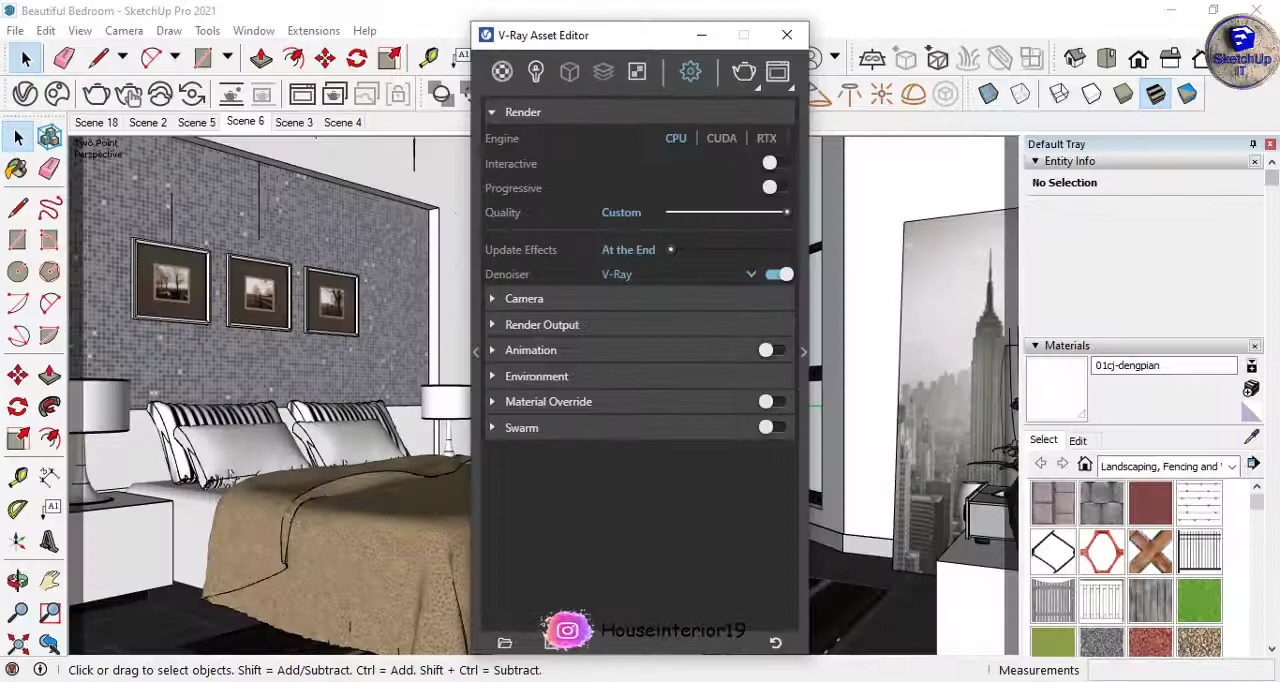 Beautiful Bedroom - SketchUp Pro 2021
File Edit View Camera Draw Tools Window Extensions Help
Scene 18 Scene 2 Scene 5 Scene 6 Scene 3 Scene 4
Two Point
Perspective
V-Ray Asset Editor
Render
Engine CPU CUDA RTX
Interactive
Progressive
Quality Custom
Update Effects At the End
Denoiser V-Ray
Camera
Render Output
Animation
Environment
Material Override
Swarm
Houseinterior19
SketchUp
IT
Default Tray
Entity Info
No Selection
Materials
01cj-dengpian
Select Edit
Landscaping, Fencing and
A1
A1
Click or drag to select objects. Shift = Add/Subtract. Ctrl = Add. Shift + Ctrl = Subtract.
Measurements